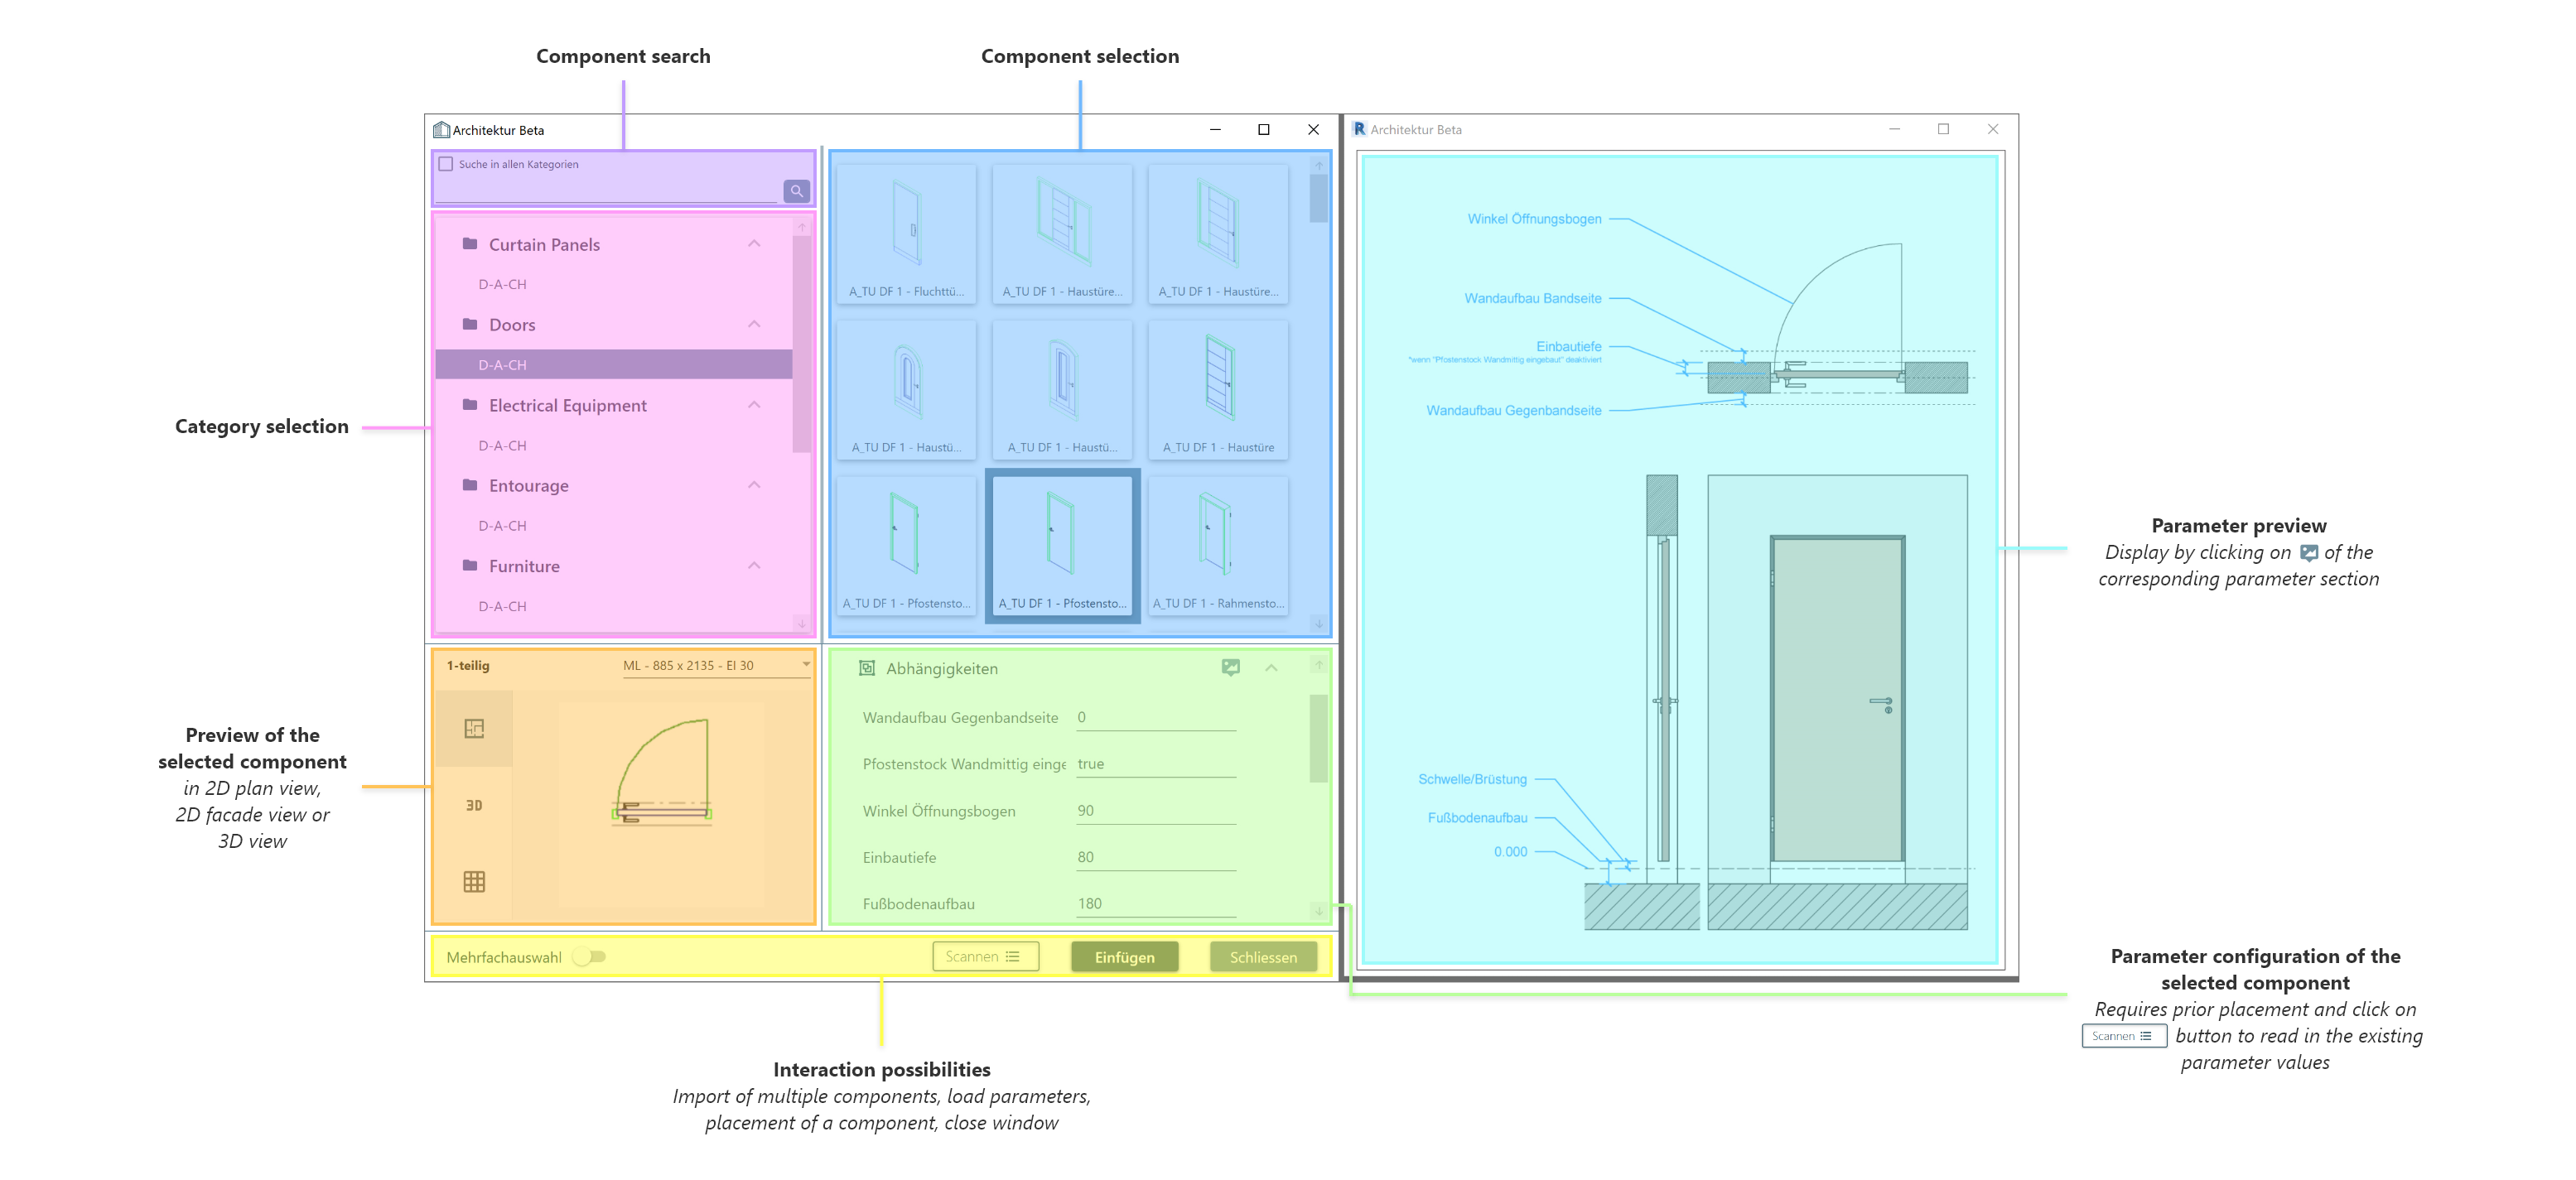 Component search
Component selection
Architektur Beta
Suche in allen Kategorien
Curtain Panels
D-A-CH
Doors
D-A-CH
Electrical Equipment
D-A-CH
Entourage
D-A-CH
Furniture
D-A-CH
Category selection
A_TU DF 1 - Fluchttü...
A_TU DF 1 - Haustüre...
A_TU DF 1 - Haustüre...
A_TU DF 1 - Haustü...
A_TU DF 1 - Haustü...
A_TU DF 1 - Haustüre
A_TU DF 1 - Pfostensto...
A_TU DF 1 - Pfostensto...
A_TU DF 1 - Rahmensto...
1-teilig
ML - 885 x 2135 - EI 30
3D
Preview of the
selected component
in 2D plan view,
2D facade view or
3D view
Abhängigkeiten
Wandaufbau Gegenbandseite 0
Pfostenstock Wandmittig einge true
Winkel Öffnungsbogen 90
Einbautiefe 80
Fußbodenaufbau 180
Mehrfachauswahl
Scannen
Einfügen
Schliessen
Interaction possibilities
Import of multiple components, load parameters,
placement of a component, close window
R Architektur Beta
Winkel Öffnungsbogen
Wandaufbau Bandseite
Einbautiefe
*wenn "Pfostenstock Wandmittig eingebaut" deaktiviert
Wandaufbau Gegenbandseite
Schwelle/Brüstung
Fußbodenaufbau
0.000
Parameter preview
Display by clicking on of the
corresponding parameter section
Parameter configuration of the
selected component
Requires prior placement and click on
Scannen button to read in the existing
parameter values